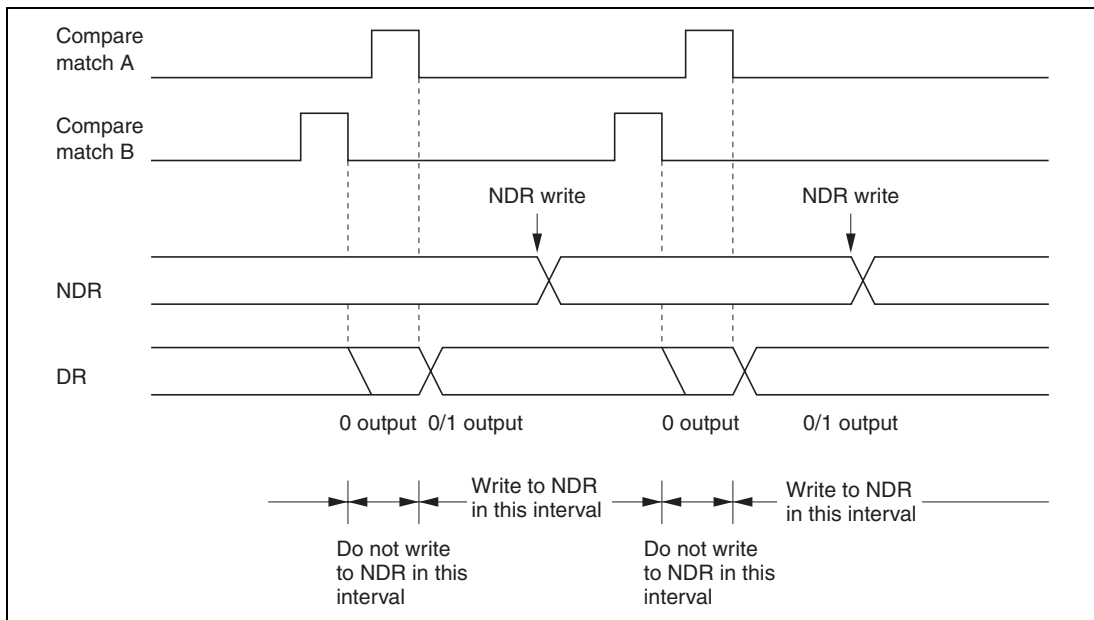 Compare
match A
Compare
match B
NDR write NDR write
NDR
DR
0 output 0/1 output 0 output 0/1 output
Write to NDR
in this interval
Write to NDR
in this interval
Do not write
to NDR in this
interval
Do not write
to NDR in this
interval